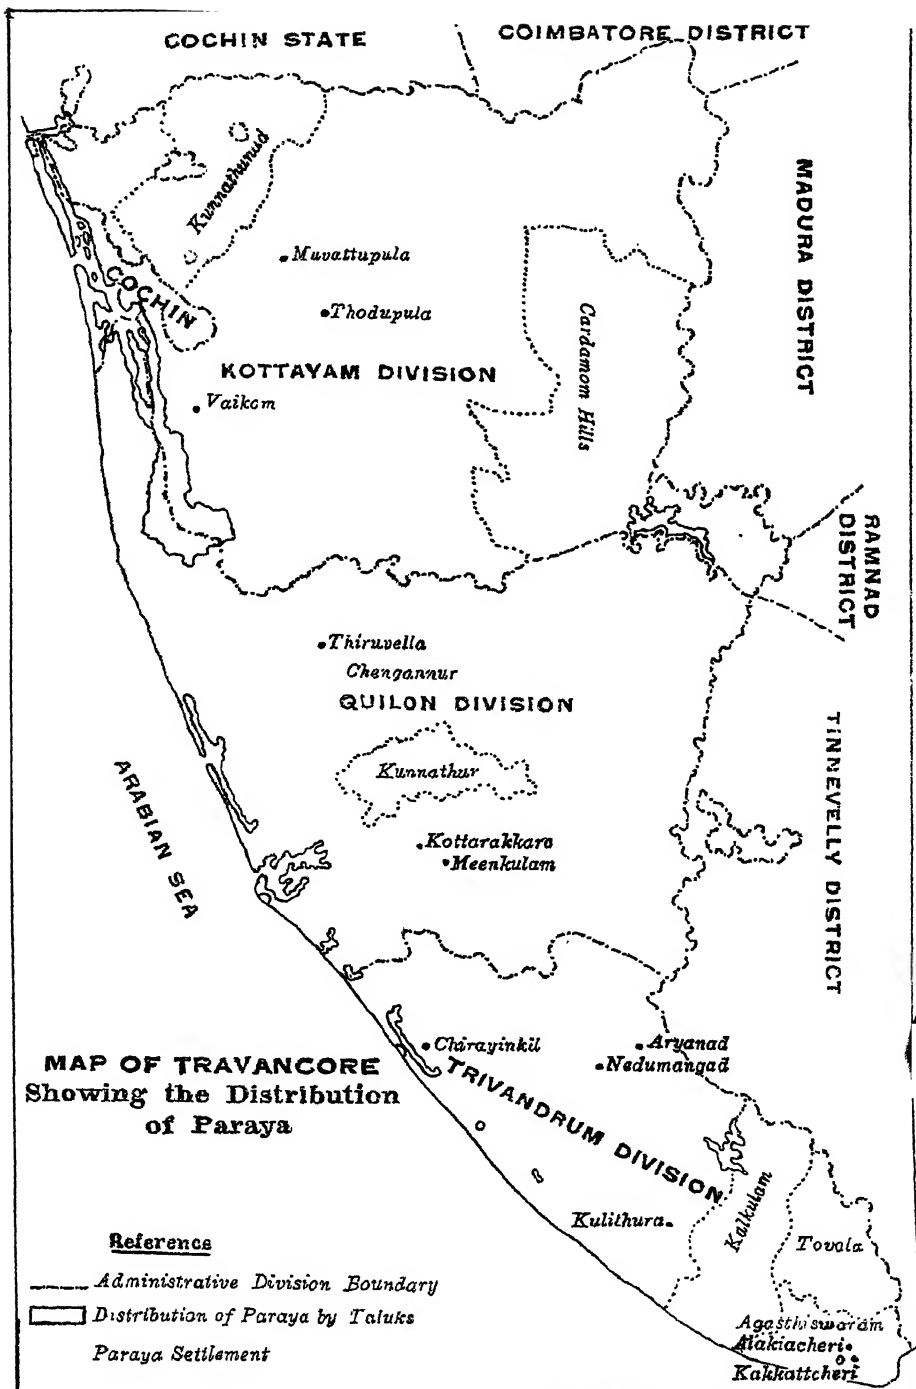 COCHIN STATE
COIMBATORE DISTRICT
MADURA DISTRICT
Kunnathunud
Muvattupula
COCHIN
Thodupula
Cardamom Hills
KOTTAYAM DIVISION
Vaikom
RAMNAD
DISTRICT
Thiruvella
Chengannur
QUILON DIVISION
TINNEVELLY DISTRICT
ARABIAN SEA
Kunnathur
Kottarakkara
Meenkulam
Chirayinkil
Aryanad
Nedumangad
MAP OF TRAVANCORE
Showing the Distribution
of Paraya
TRIVANDRUM DIVISION
Kalkulam
Kulithura
Tovala
Reference
Administrative Division Boundary
Distribution of Paraya by Taluks
Paraya Settlement
Agasthiswaram
Alakiacheri
Kakkattcheri